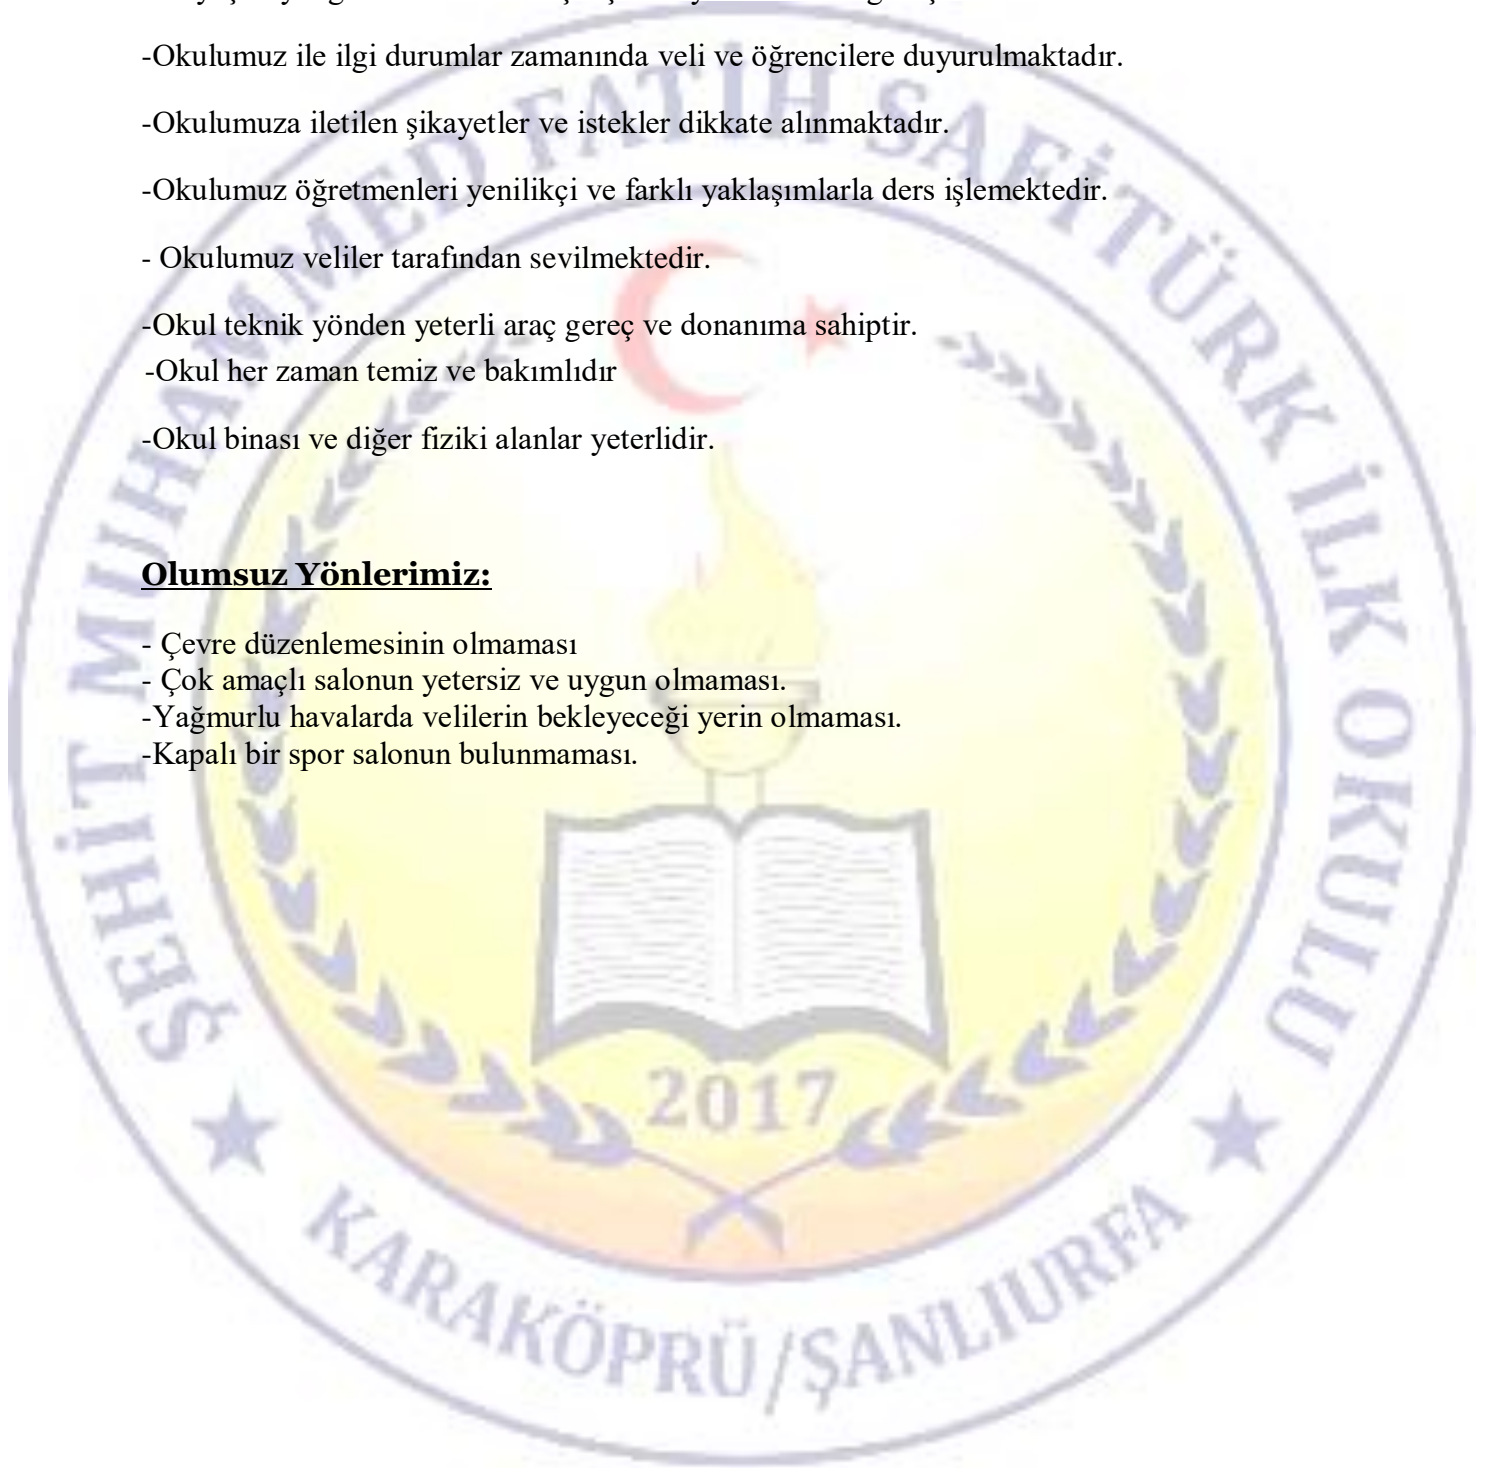 -Okulumuz ile ilgi durumlar zamanında veli ve öğrencilere duyurulmaktadır.
-Okulumuza iletilen şikayetler ve istekler dikkate alınmaktadır.
-Okulumuz öğretmenleri yenilikçi ve farklı yaklaşımlarla ders işlemektedir.
- Okulumuz veliler tarafından sevilmektedir.
-Okul teknik yönden yeterli araç gereç ve donanıma sahiptir.
-Okul her zaman temiz ve bakımlıdır
-Okul binası ve diğer fiziki alanlar yeterlidir.
Olumsuz Yönlerimiz:
- Çevre düzenlemesinin olmaması
- Çok amaçlı salonun yetersiz ve uygun olmaması.
-Yağmurlu havalarda velilerin bekleyeceği yerin olmaması.
-Kapalı bir spor salonun bulunmaması.
ŞEHİT MUHAMMED FATİH SAFİTÜRK İLK OKULU
2017
KARAKÖPRÜ/ŞANLIURFA